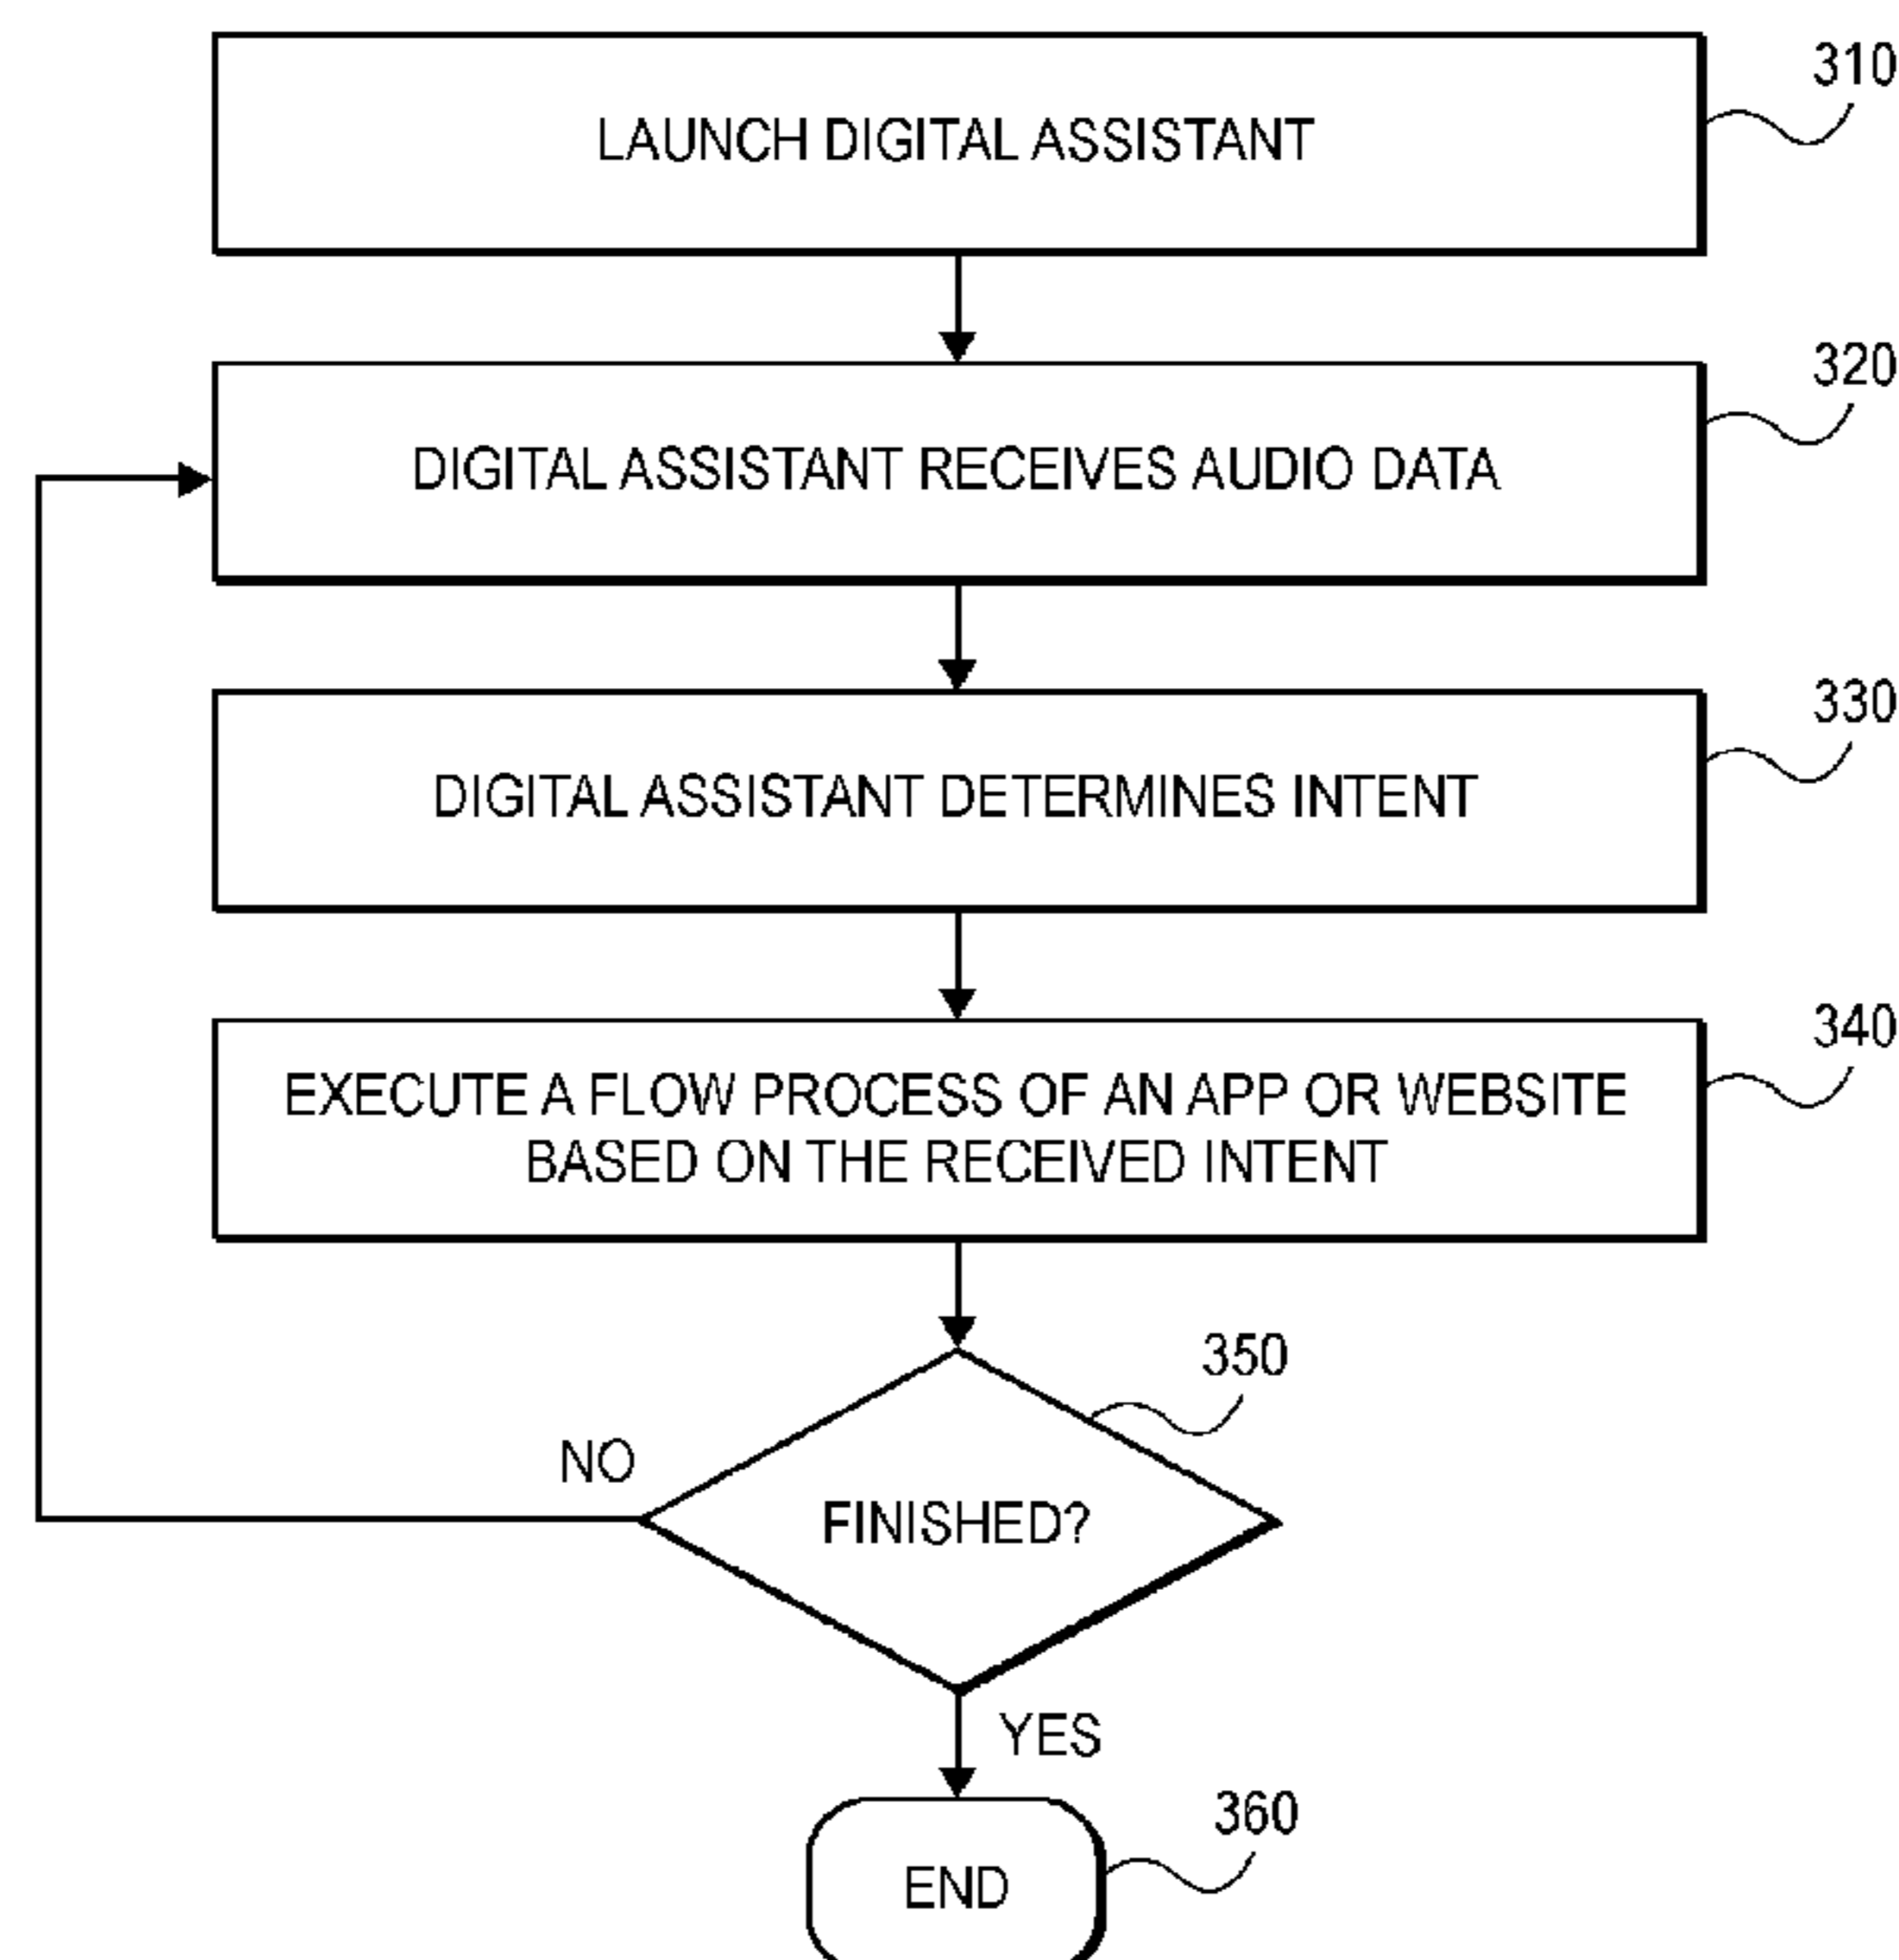 310
LAUNCH DIGITAL ASSISTANT
320
DIGITAL ASSISTANT RECEIVES AUDIO DATA
330
DIGITAL ASSISTANT DETERMINES INTENT
340
EXECUTE A FLOW PROCESS OF AN APP OR WEBSITE
BASED ON THE RECEIVED INTENT
350
NO
FINISHED?
YES
360
END